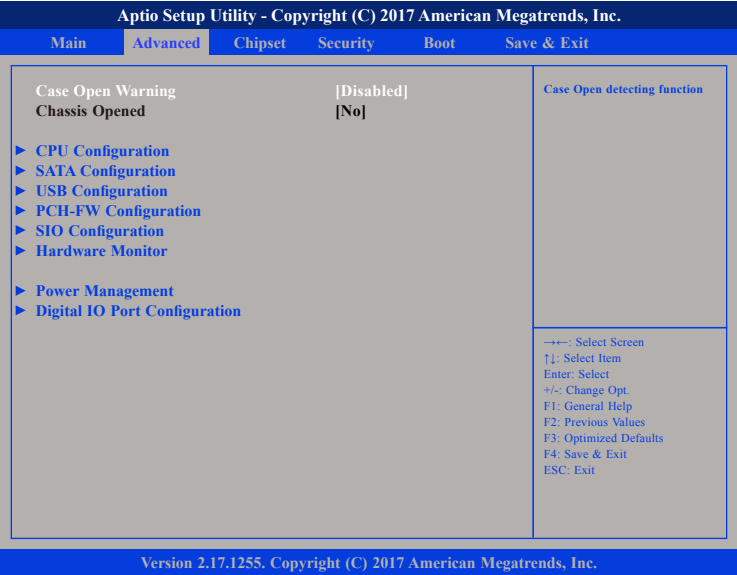 Aptio Setup Utility - Copyright (C) 2017 American Megatrends, Inc.
Main Advanced Chipset Security Boot Save & Exit
Case Open Warning [Disabled]
Chassis Opened [No]
► CPU Configuration
► SATA Configuration
► USB Configuration
► PCH-FW Configuration
► SIO Configuration
► Hardware Monitor
► Power Management
► Digital IO Port Configuration
Case Open detecting function
→←: Select Screen
↑↓: Select Item
Enter: Select
+/-: Change Opt.
F1: General Help
F2: Previous Values
F3: Optimized Defaults
F4: Save & Exit
ESC: Exit
Version 2.17.1255. Copyright (C) 2017 American Megatrends, Inc.